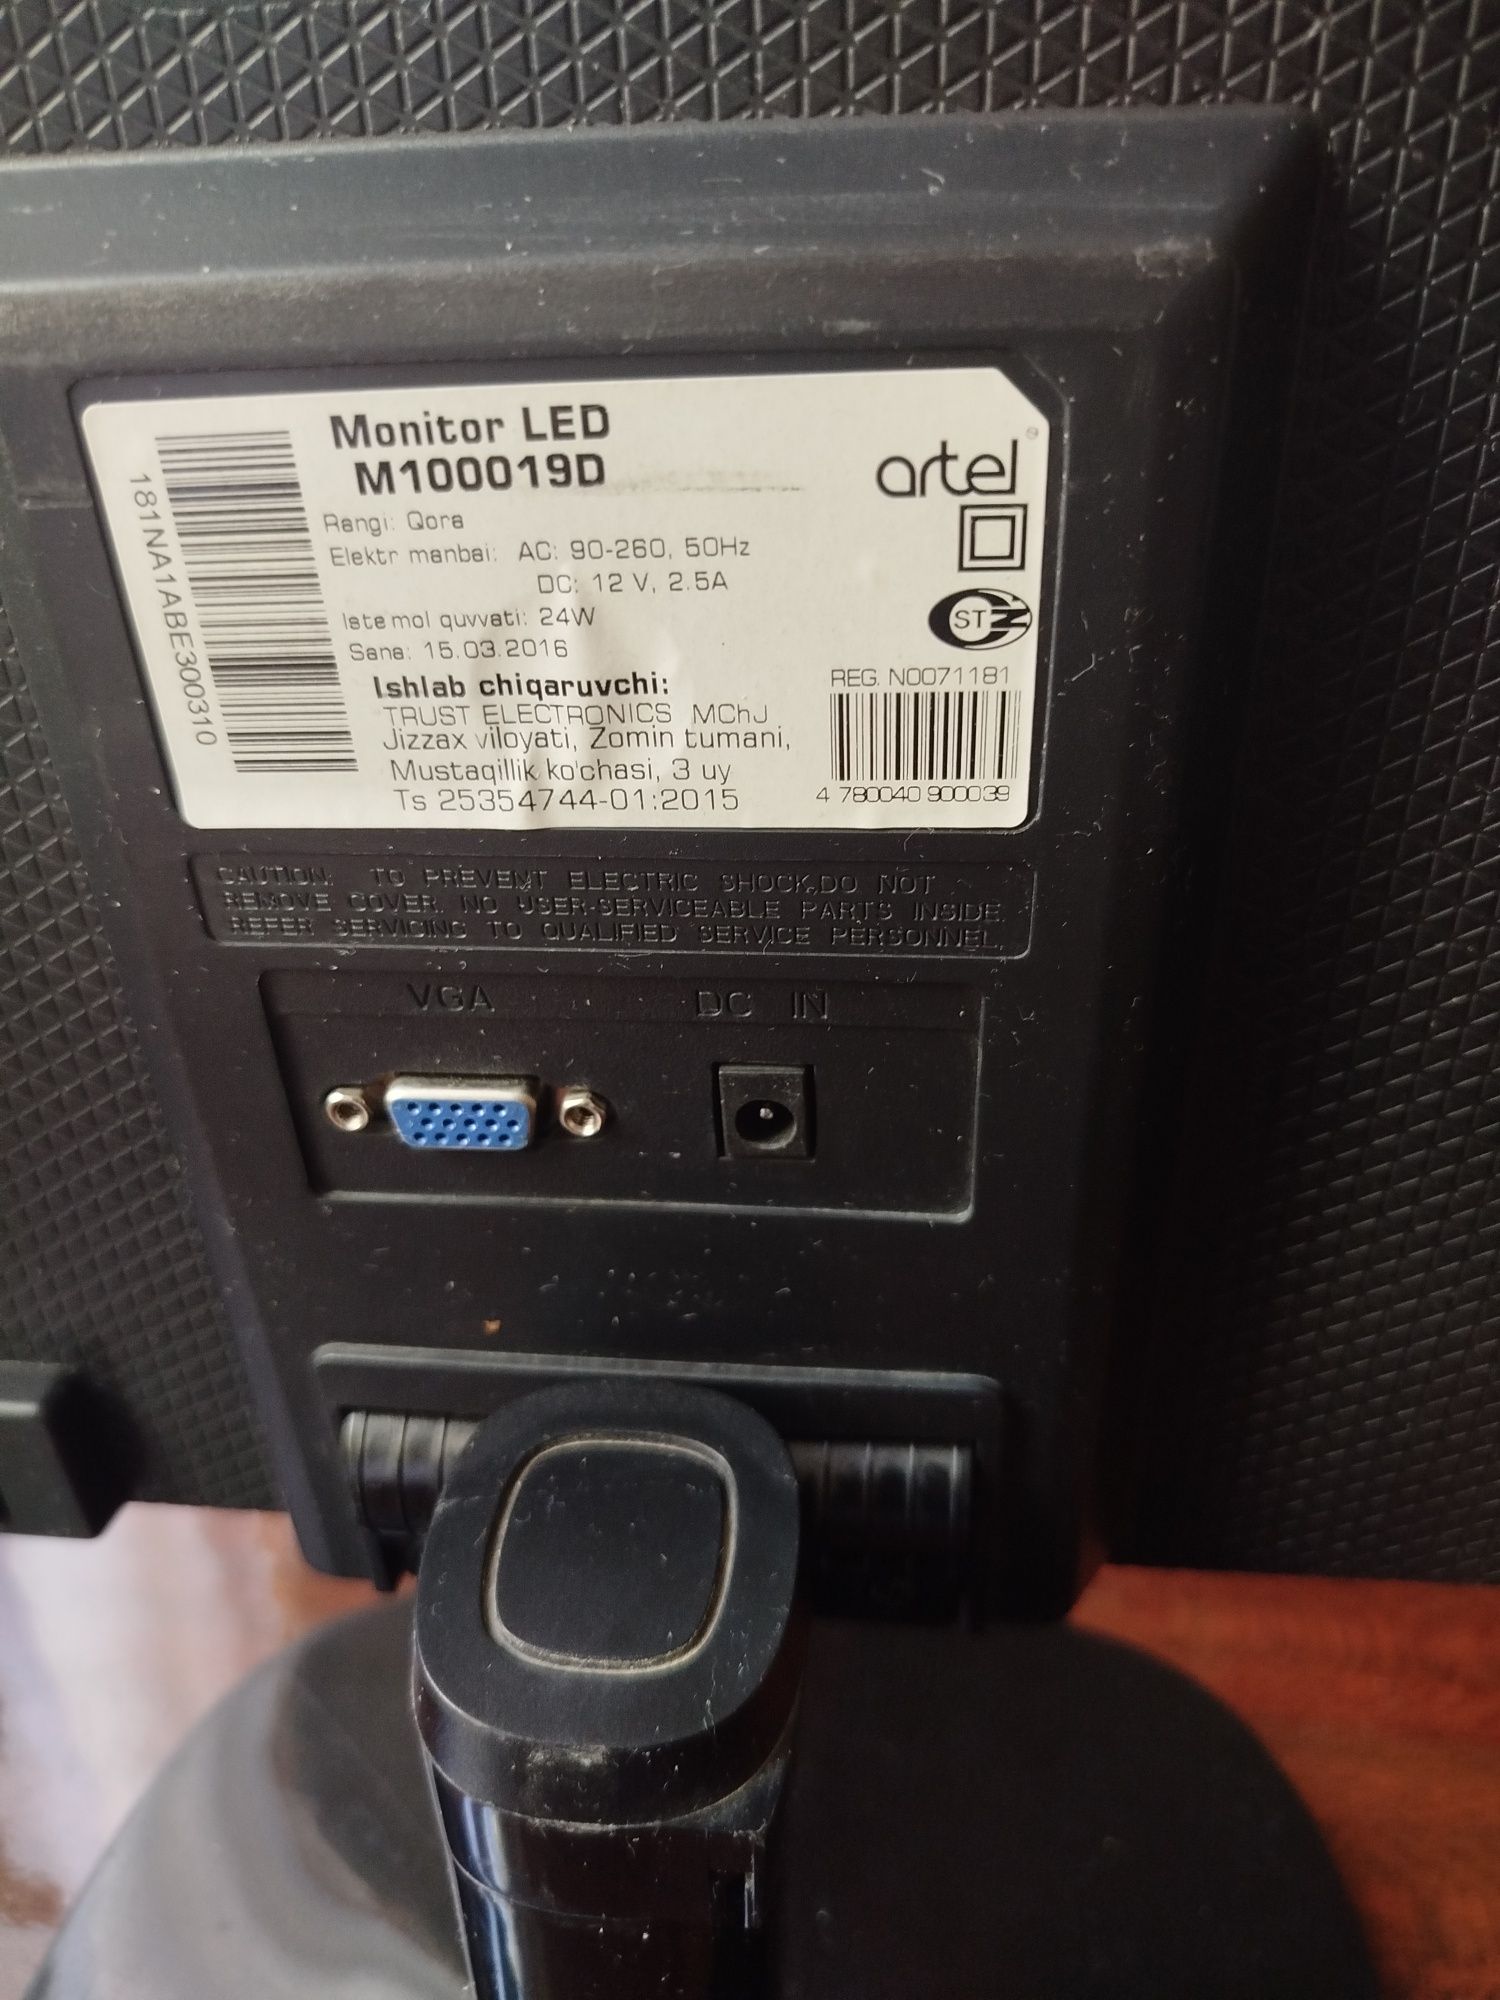 Monitor LED
M100019D
artel
Rangi: Qora
Elektr manbai: AC: 90-260, 50Hz
DC: 12 V, 2.5A
Iste mol quvvati: 24W
Sana: 15.03.2016
Ishlab chiqaruvchi:
TRUST ELECTRONICS MChJ
Jizzax viloyati, Zomin tumani,
Mustaqillik ko'chasi, 3 uy
Ts 25354744-01:2015
181NA1ABE300310
ST
REG. N0071181
4 780040 900039
CAUTION: TO PREVENT ELECTRIC SHOCK,DO NOT
REMOVE COVER. NO USER-SERVICEABLE PARTS INSIDE.
REFER SERVICING TO QUALIFIED SERVICE PERSONNEL.
VGA
DC IN